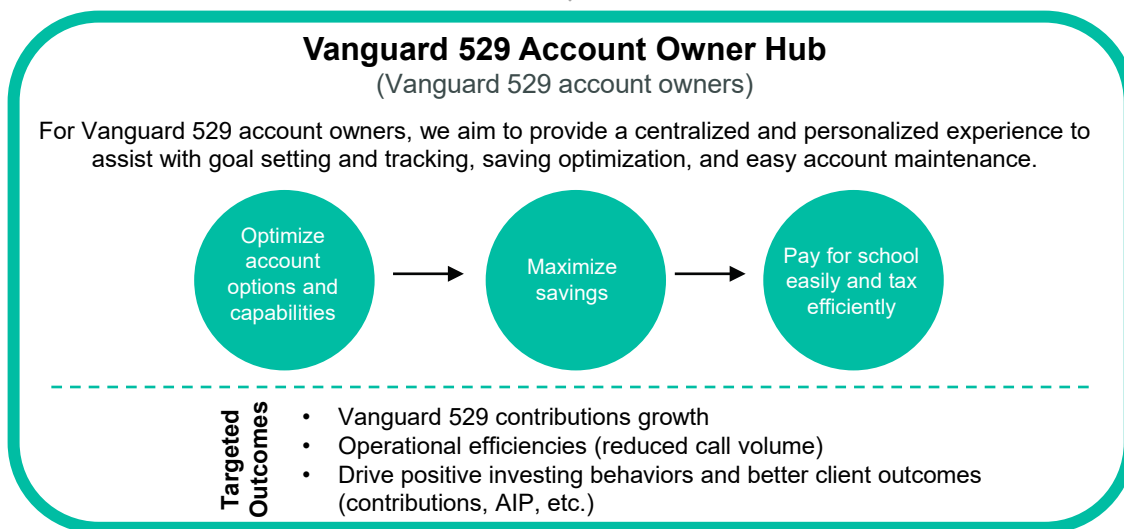 Vanguard 529 Account Owner Hub
(Vanguard 529 account owners)
For Vanguard 529 account owners, we aim to provide a centralized and personalized experience to
assist with goal setting and tracking, saving optimization, and easy account maintenance.
Optimize
account
options and
capabilities
Maximize
savings
Pay for school
easily and tax
efficiently
Targeted
Outcomes
• Vanguard 529 contributions growth
• Operational efficiencies (reduced call volume)
• Drive positive investing behaviors and better client outcomes
(contributions, AIP, etc.)